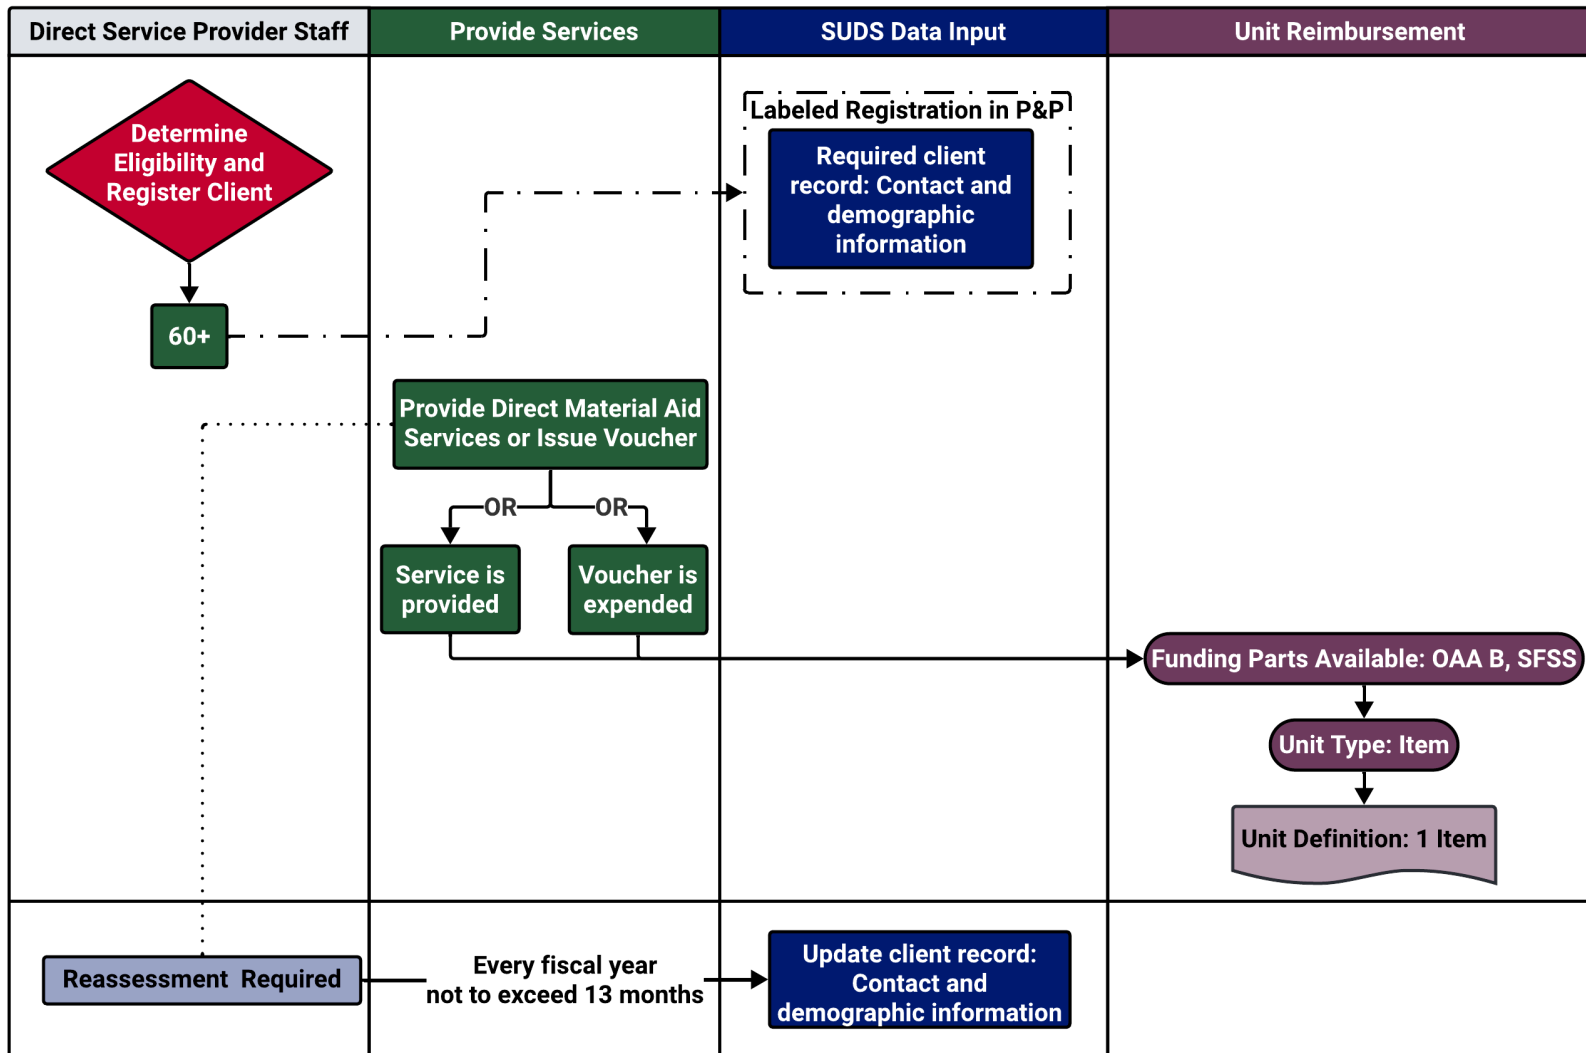 Direct Service Provider Staff
Provide Services
SUDS Data Input
Unit Reimbursement
Determine
Eligibility and
Register Client
60+
Labeled Registration in P&P
Required client
record: Contact and
demographic
information
Provide Direct Material Aid
Services or Issue Voucher
OR
OR
Service is
provided
Voucher is
expended
Funding Parts Available: OAA B, SFSS
Unit Type: Item
Unit Definition: 1 Item
Reassessment Required
Every fiscal year
not to exceed 13 months
Update client record:
Contact and
demographic information